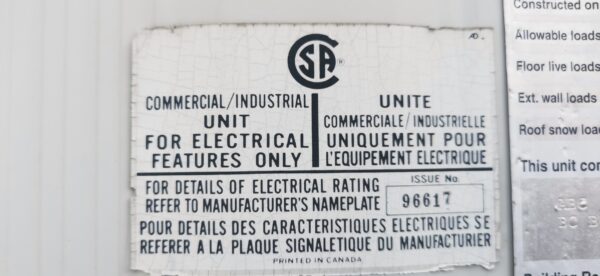 CSA
COMMERCIAL/INDUSTRIAL
UNIT
FOR ELECTRICAL
FEATURES ONLY
UNITE
COMMERCIALE/INDUSTRIELLE
UNIQUEMENT POUR
L'EQUIPEMENT ELECTRIQUE
FOR DETAILS OF ELECTRICAL RATING
REFER TO MANUFACTURER'S NAMEPLATE
ISSUE No.
96617
POUR DETAILS DES CARACTERISTIQUES ELECTRIQUES SE
REFERER A LA PLAQUE SIGNALETIQUE DU MANUFACTURIER
PRINTED IN CANADA
Constructed on
Allowable loads
Floor live loads
Ext. wall loads
Roof snow loa
This unit con